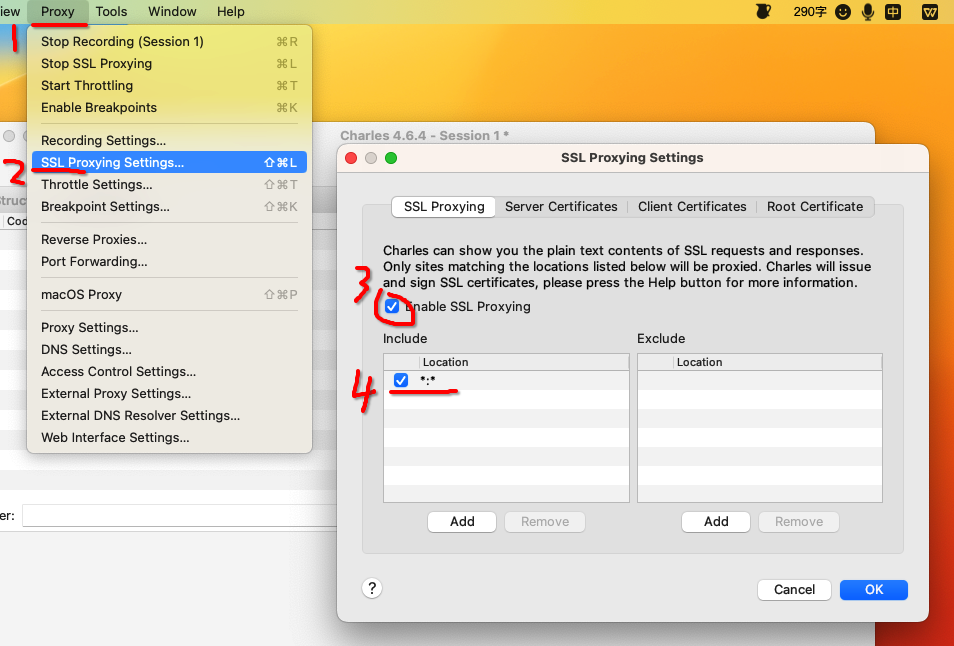 iew Proxy Tools Window Help 290字 中
1
Stop Recording (Session 1) ⌘R
Stop SSL Proxying ⌘L
Start Throttling ⌘T
Enable Breakpoints ⌘K
Recording Settings...
2 SSL Proxying Settings... ⇧⌘L
Throttle Settings... ⇧⌘T
Breakpoint Settings... ⇧⌘K
Reverse Proxies...
Port Forwarding...
macOS Proxy ⇧⌘P
Proxy Settings...
DNS Settings...
Access Control Settings...
External Proxy Settings...
External DNS Resolver Settings...
Web Interface Settings...
Struc
Cod
er:
Charles 4.6.4 - Session 1 *
SSL Proxying Settings
SSL Proxying Server Certificates Client Certificates Root Certificate
Charles can show you the plain text contents of SSL requests and responses.
Only sites matching the locations listed below will be proxied. Charles will issue
and sign SSL certificates, please press the Help button for more information.
3 Enable SSL Proxying
Include Exclude
Location Location
4 *:*
Add Remove Add Remove
? Cancel OK